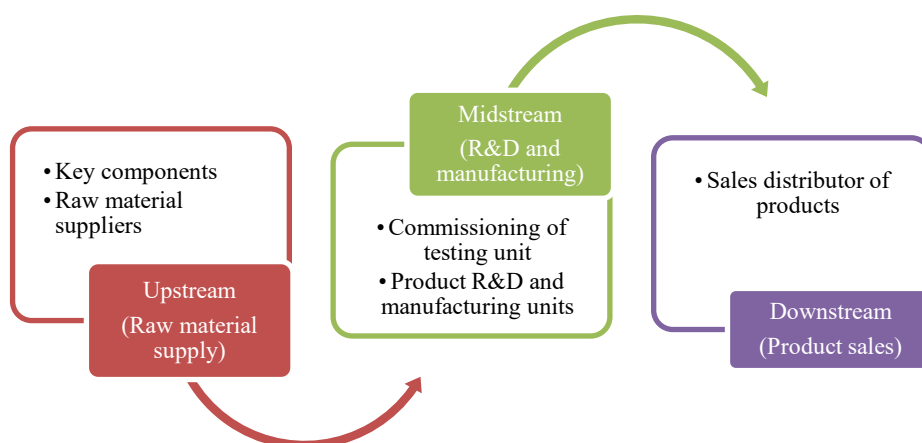 • Key components
• Raw material
suppliers
Upstream
(Raw material
supply)
Midstream
(R&D and
manufacturing)
• Commissioning of
testing unit
• Product R&D and
manufacturing units
• Sales distributor of
products
Downstream
(Product sales)